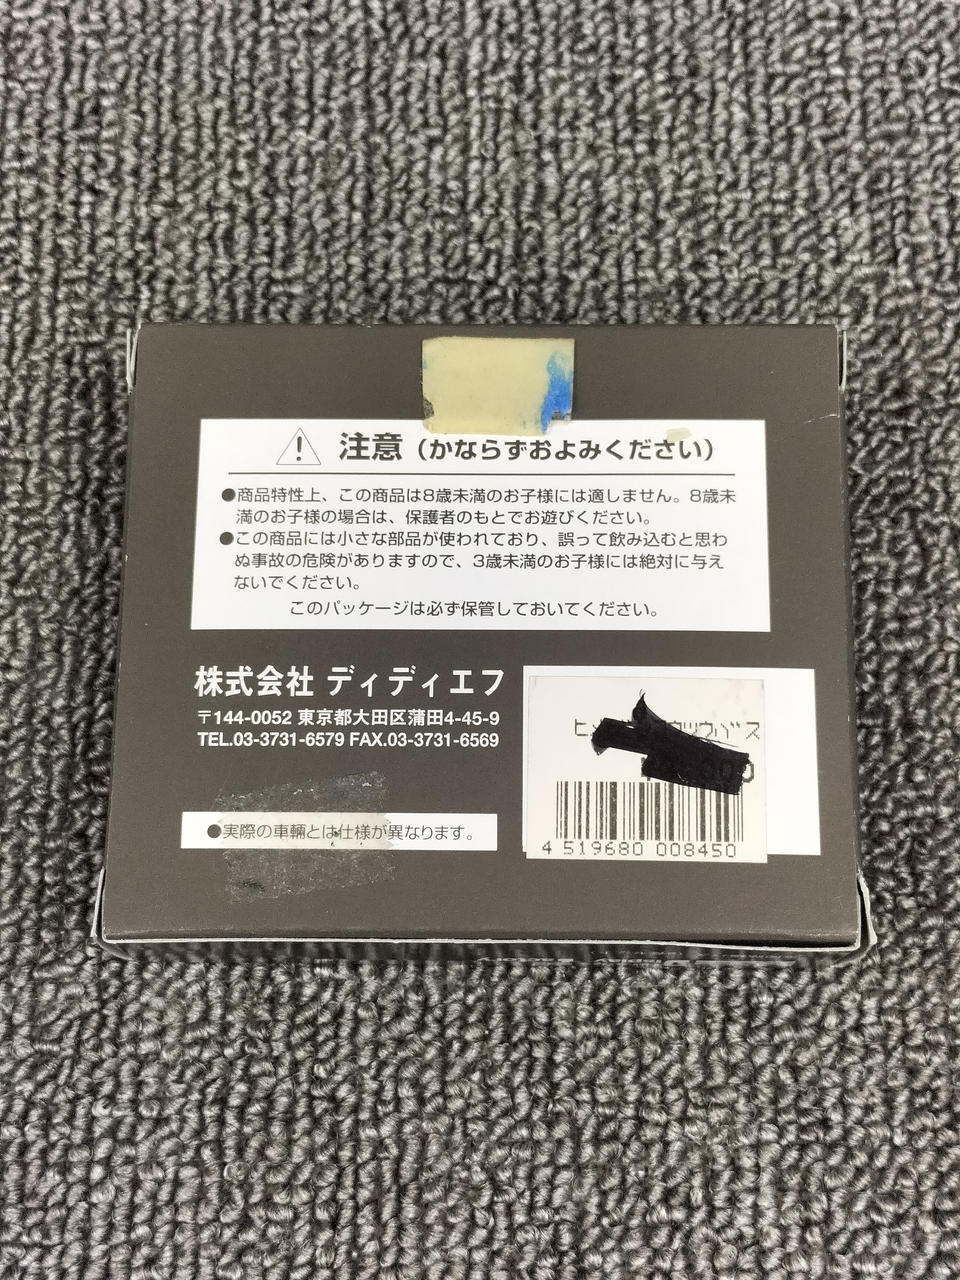 注意（かならずおよみください）
●商品特性上、この商品は8歳未満のお子様には適しません。8歳未
満のお子様の場合は、保護者のもとでお遊びください。
●この商品には小さな部品が使われており、誤って飲み込むと思わ
ぬ事故の危険がありますので、3歳未満のお子様には絶対に与え
ないでください。
このパッケージは必ず保管しておいてください。
株式会社 ディディエフ
〒144-0052 東京都大田区蒲田4-45-9
TEL.03-3731-6579 FAX.03-3731-6569
●実際の車輛とは仕様が異なります。
4 519680 008450